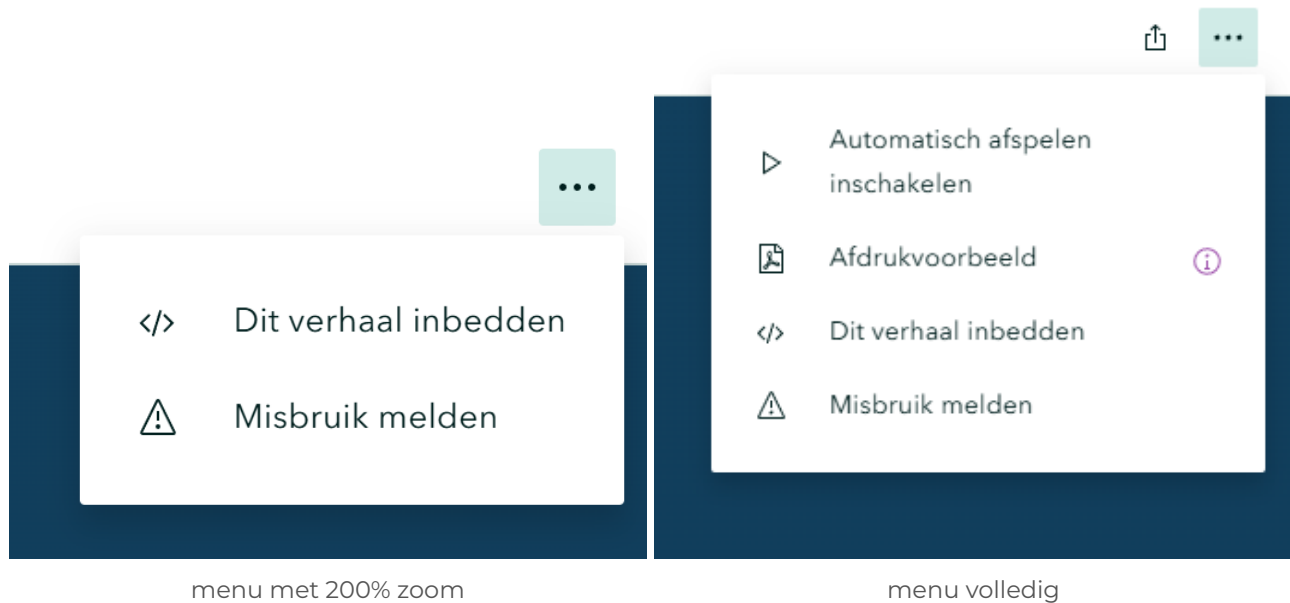 Dit verhaal inbedden
Misbruik melden
menu met 200% zoom
Automatisch afspelen
inschakelen
Afdrukvoorbeeld
Dit verhaal inbedden
Misbruik melden
menu volledig